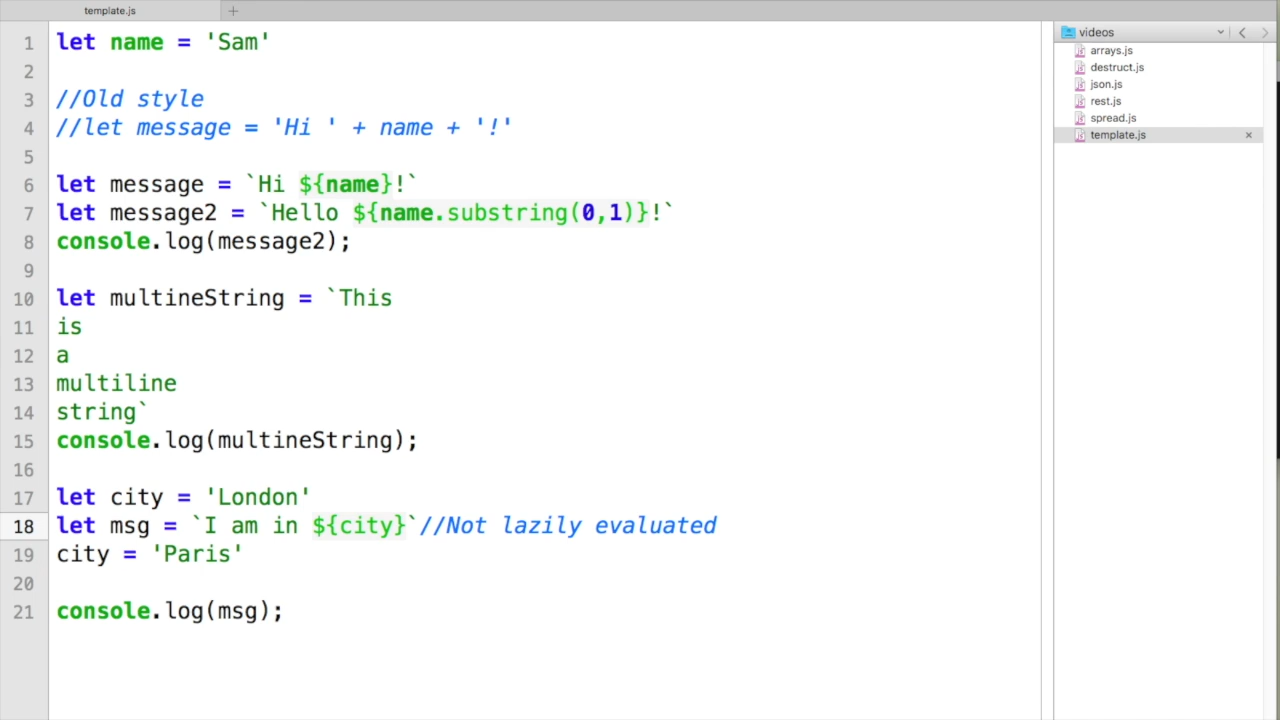 template.js
1 let name = 'Sam'
2
3 //Old style
4 //let message = 'Hi ' + name + '!'
5
6 let message = `Hi ${name}!`
7 let message2 = `Hello ${name.substring(0,1)}!`
8 console.log(message2);
9
10 let multineString = `This
11 is
12 a
13 multiline
14 string`
15 console.log(multineString);
16
17 let city = 'London'
18 let msg = `I am in ${city}`//Not lazily evaluated
19 city = 'Paris'
20
21 console.log(msg);
videos
arrays.js
destruct.js
json.js
rest.js
spread.js
template.js